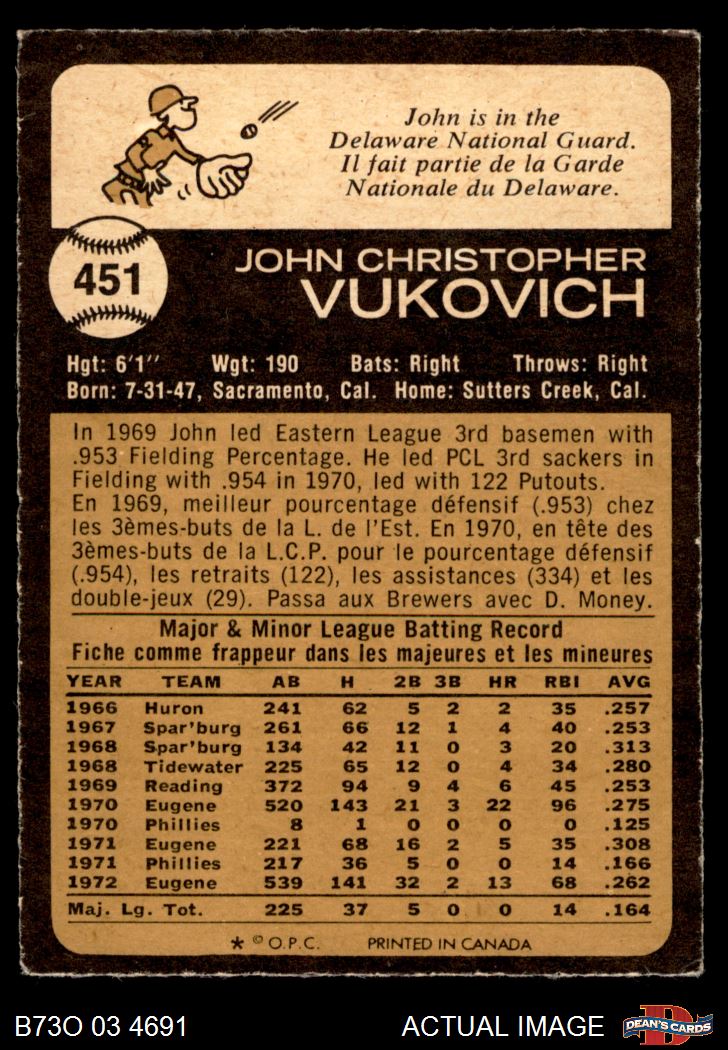 John is in the
Delaware National Guard.
Il fait partie de la Garde
Nationale du Delaware.
451
JOHN CHRISTOPHER
VUKOVICH
Hgt: 6'1" Wgt: 190 Bats: Right Throws: Right
Born: 7-31-47, Sacramento, Cal. Home: Sutters Creek, Cal.
In 1969 John led Eastern League 3rd basemen with
.953 Fielding Percentage. He led PCL 3rd sackers in
Fielding with .954 in 1970, led with 122 Putouts.
En 1969, meilleur pourcentage défensif (.953) chez
les 3èmes-buts de la L. de l'Est. En 1970, en tête des
3èmes-buts de la L.C.P. pour le pourcentage défensif
(.954), les retraits (122), les assistances (334) et les
double-jeux (29). Passa aux Brewers avec D. Money.
Major & Minor League Batting Record
Fiche comme frappeur dans les majeures et les mineures
YEAR TEAM AB H 2B 3B HR RBI AVG
1966 Huron 241 62 5 2 2 35 .257
1967 Spar'burg 261 66 12 1 4 40 .253
1968 Spar'burg 134 42 11 0 3 20 .313
1968 Tidewater 225 65 12 0 4 34 .280
1969 Reading 372 94 9 4 6 45 .253
1970 Eugene 520 143 21 3 22 96 .275
1970 Phillies 8 1 0 0 0 0 .125
1971 Eugene 221 68 16 2 5 35 .308
1971 Phillies 217 36 5 0 0 14 .166
1972 Eugene 539 141 32 2 13 68 .262
Maj. Lg. Tot. 225 37 5 0 0 14 .164
* © O.P.C. PRINTED IN CANADA
B73O 03 4691 ACTUAL IMAGE D DEAN'S CARDS